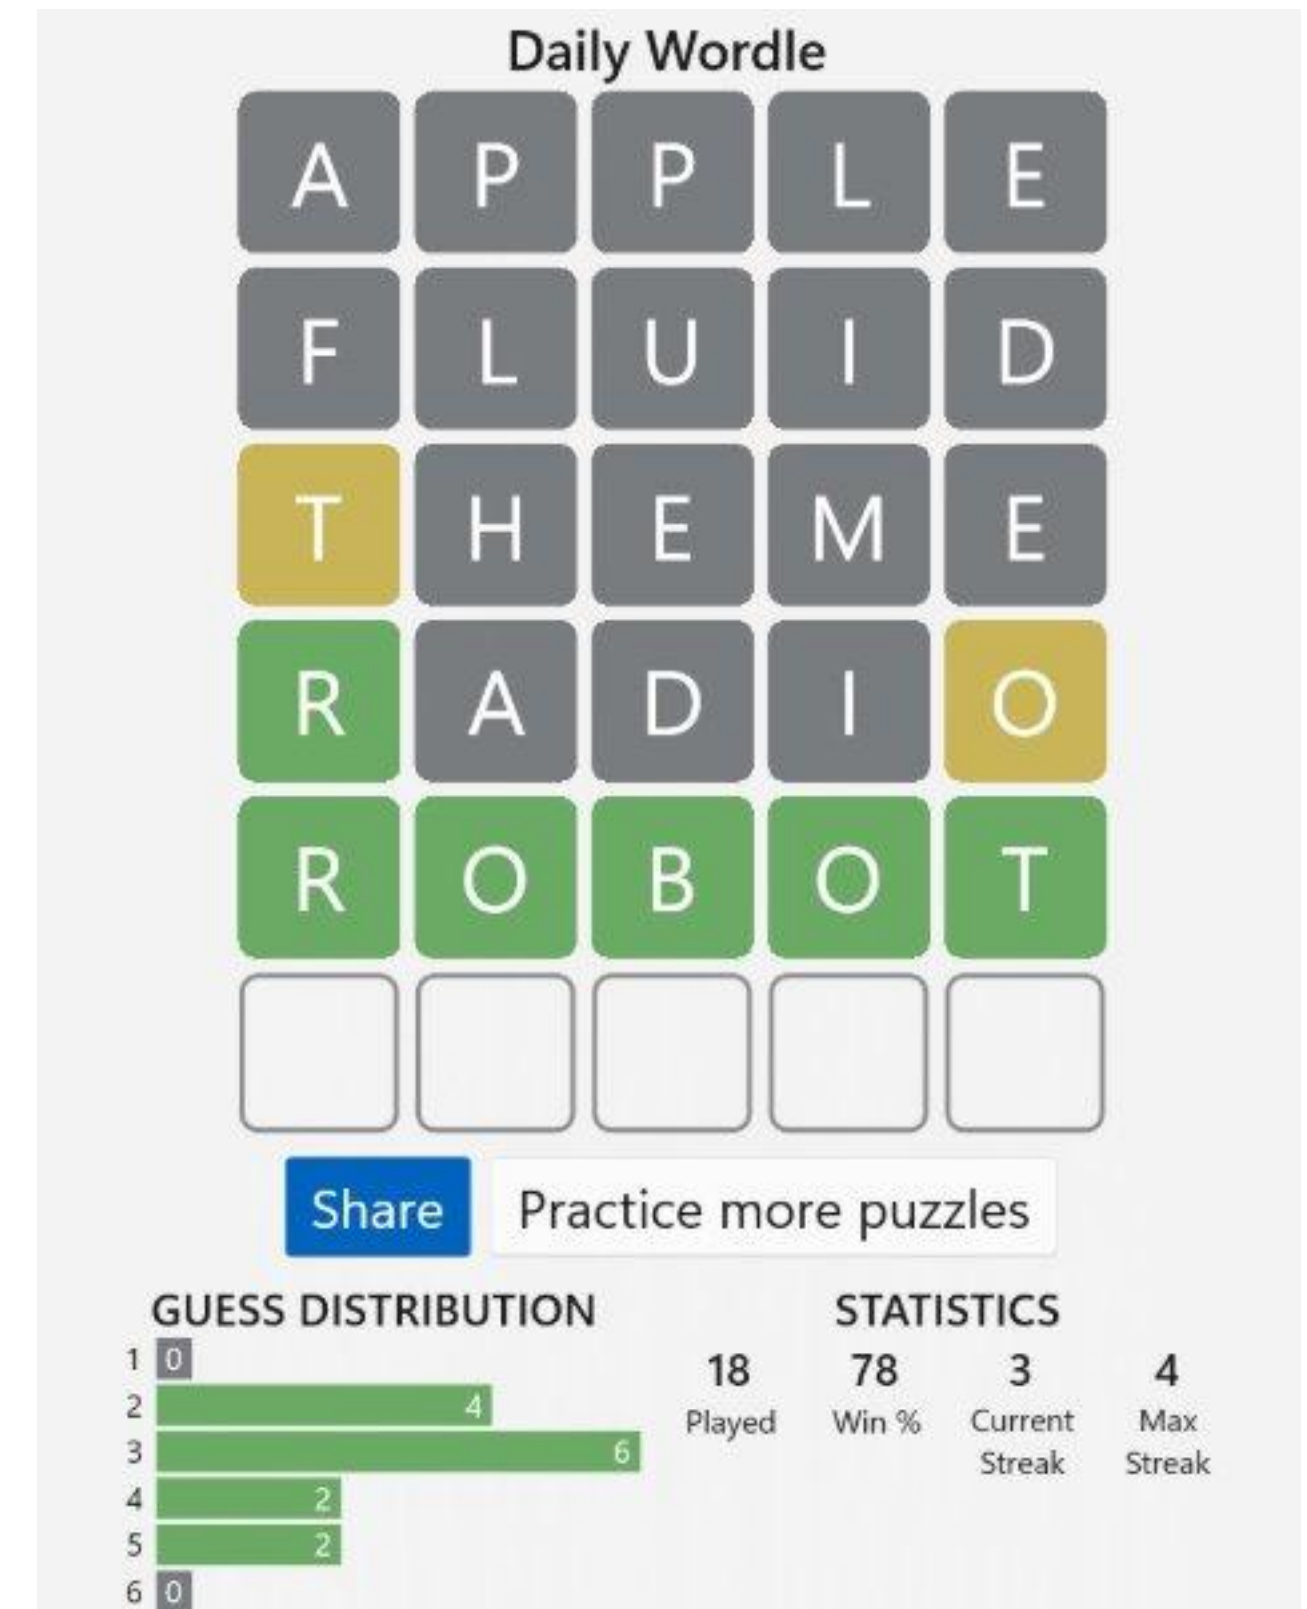 Daily Wordle
A P P L E
F L U I D
T H E M E
R A D I O
R O B O T
Share Practice more puzzles
GUESS DISTRIBUTION
1 0
2 4
3 6
4 2
5 2
6 0
STATISTICS
18 78 3 4
Played Win % Current Max
Streak Streak